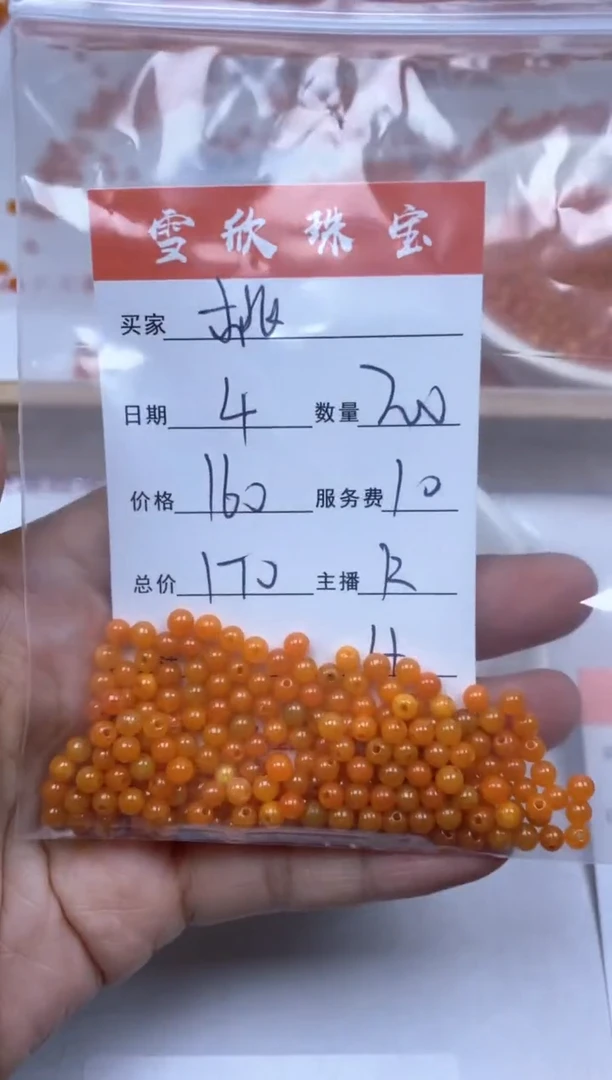 雪欣珠宝
买家 桃
日期 4 数量 200
价格 160 服务费 10
总价 170 主播 R
4